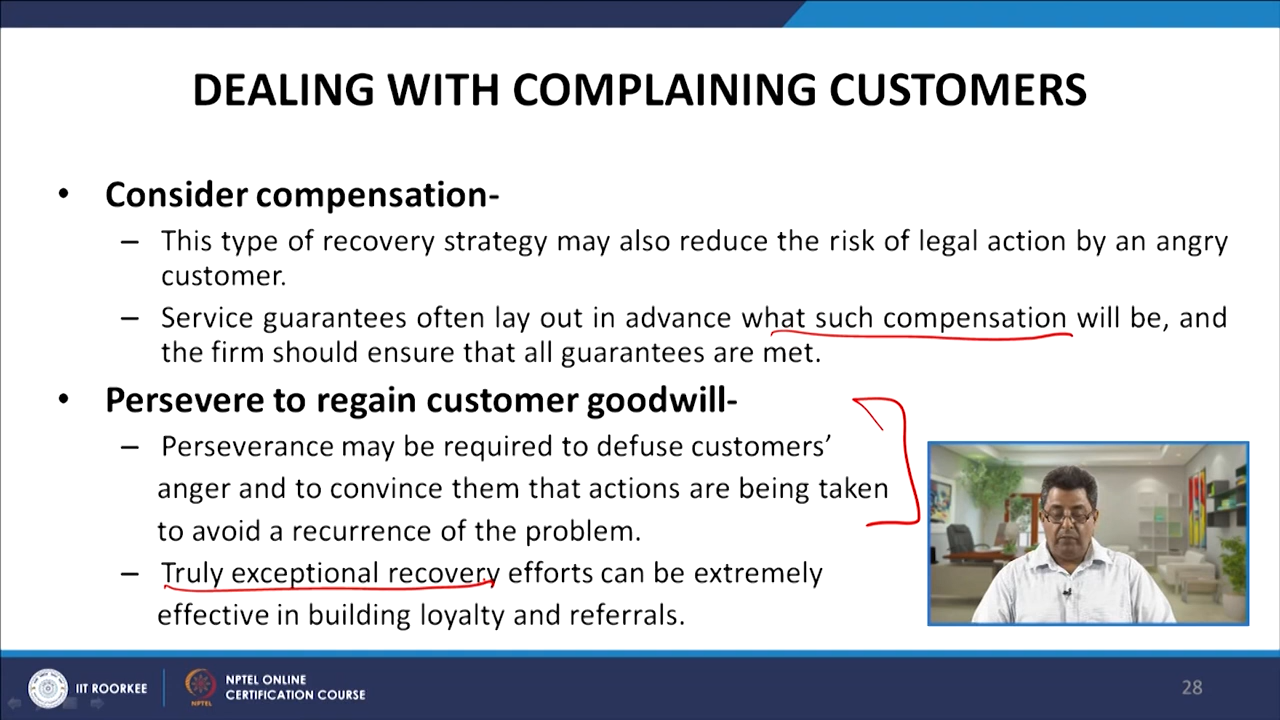 DEALING WITH COMPLAINING CUSTOMERS
• Consider compensation-
– This type of recovery strategy may also reduce the risk of legal action by an angry
customer.
– Service guarantees often lay out in advance what such compensation will be, and
the firm should ensure that all guarantees are met.
• Persevere to regain customer goodwill-
– Perseverance may be required to defuse customers’
anger and to convince them that actions are being taken
to avoid a recurrence of the problem.
– Truly exceptional recovery efforts can be extremely
effective in building loyalty and referrals.
IIT ROORKEE
NPTEL
NPTEL ONLINE
CERTIFICATION COURSE
28